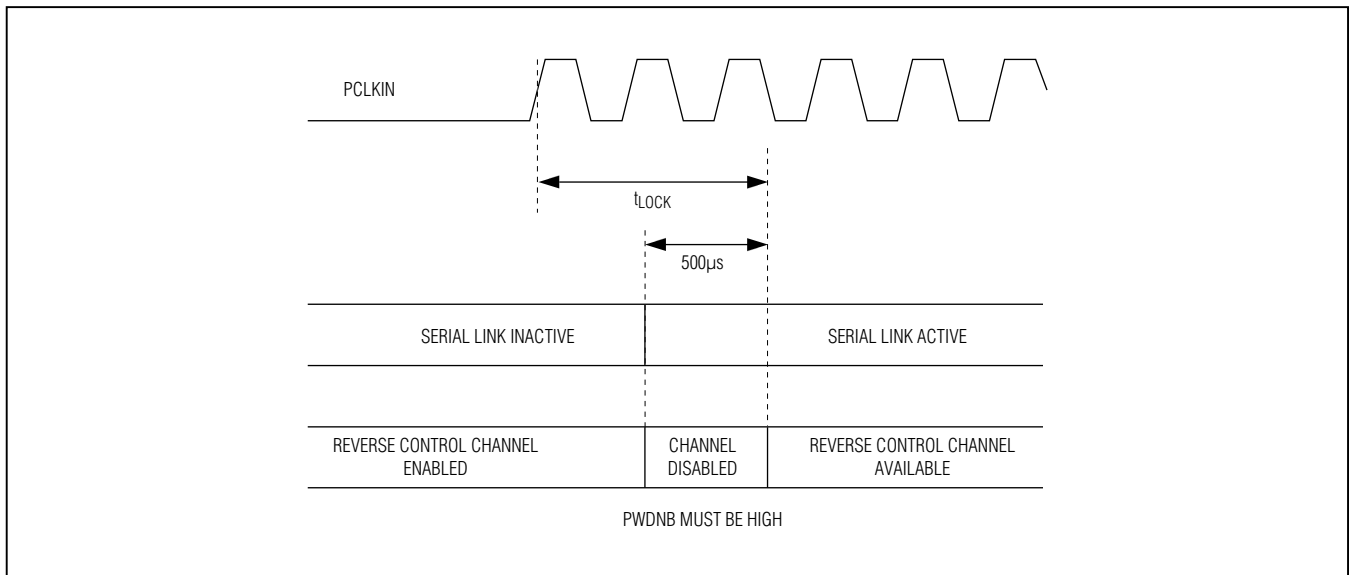 PCLKIN
tLOCK
500µs
SERIAL LINK INACTIVE
SERIAL LINK ACTIVE
REVERSE CONTROL CHANNEL
ENABLED
CHANNEL
DISABLED
REVERSE CONTROL CHANNEL
AVAILABLE
PWDNB MUST BE HIGH